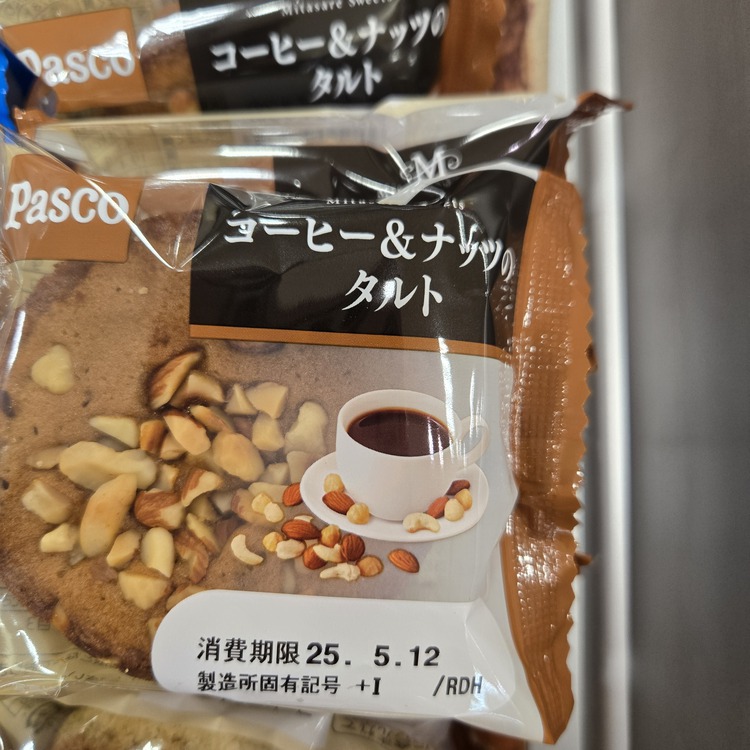 Pasco
コーヒー&ナッツの
タルト
Pasco
M
コーヒー&ナッツの
タルト
消費期限 25. 5.12
製造所固有記号 +I /RDH